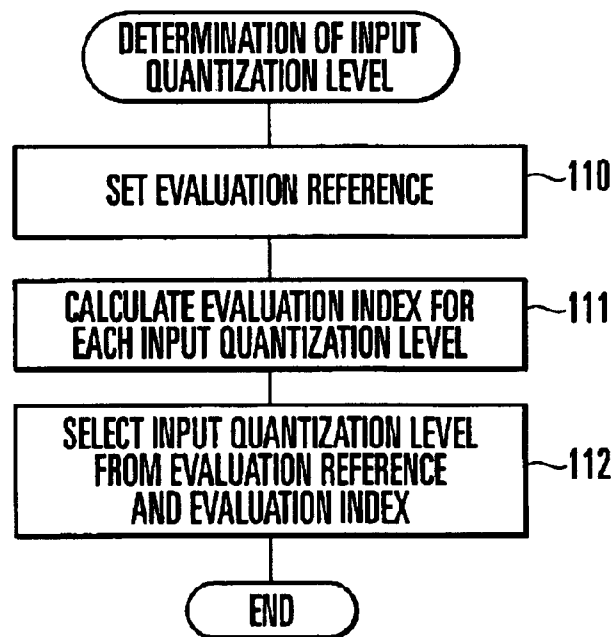 DETERMINATION OF INPUT
QUANTIZATION LEVEL
SET EVALUATION REFERENCE
110
CALCULATE EVALUATION INDEX FOR
EACH INPUT QUANTIZATION LEVEL
111
SELECT INPUT QUANTIZATION LEVEL
FROM EVALUATION REFERENCE
AND EVALUATION INDEX
112
END